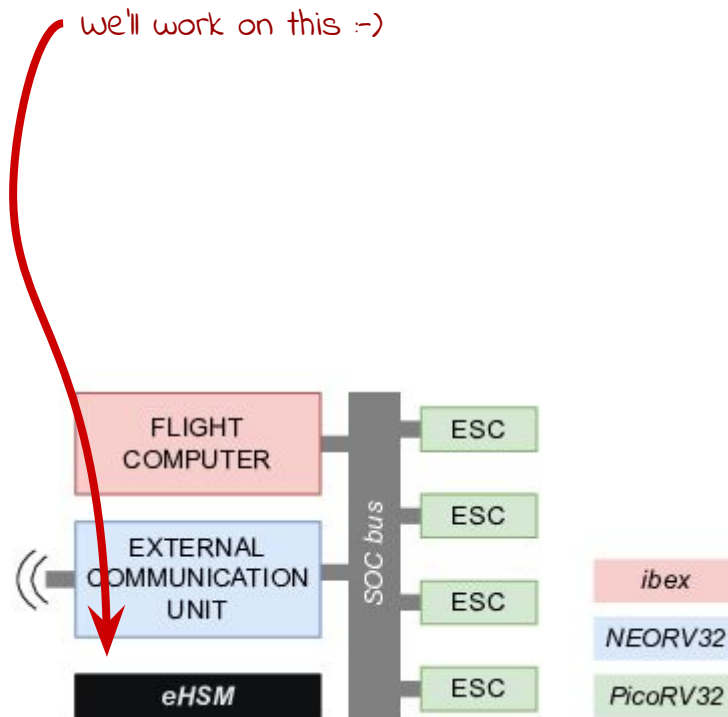 we'll work on this :-)
FLIGHT
COMPUTER
EXTERNAL
COMMUNICATION
UNIT
eHSM
SOC bus
ESC
ESC
ESC
ESC
ibex
NEORV32
PicoRV32